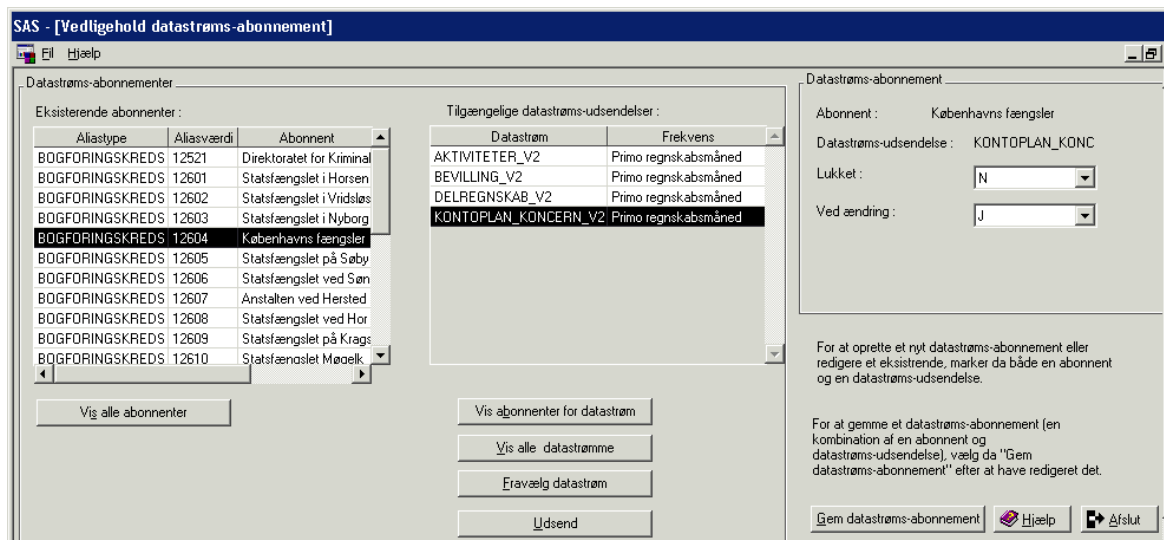 SAS - [Vedligehold datastrøms-abonnement]
Fil Hjælp
Datastrøms-abonnementer
Eksisterende abonnenter :
Aliastype Aliasværdi Abonnent
BOGFORINGSKREDS 12521 Direktoratet for Kriminal
BOGFORINGSKREDS 12601 Statsfængslet i Horsen
BOGFORINGSKREDS 12602 Statsfængslet i Vridsløs
BOGFORINGSKREDS 12603 Statsfængslet i Nyborg
BOGFORINGSKREDS 12604 Københavns fængsler
BOGFORINGSKREDS 12605 Statsfængslet på Søby
BOGFORINGSKREDS 12606 Statsfængslet ved Søn
BOGFORINGSKREDS 12607 Anstalten ved Hersted
BOGFORINGSKREDS 12608 Statsfængslet ved Hor
BOGFORINGSKREDS 12609 Statsfængslet på Krags
BOGFORINGSKREDS 12610 Statsfængslet Møgelk
Vis alle abonnenter
Tilgængelige datastrøms-udsendelser :
Datastrøm Frekvens
AKTIVITETER_V2 Primo regnskabsmåned
BEVILLING_V2 Primo regnskabsmåned
DELREGNSKAB_V2 Primo regnskabsmåned
KONTOPLAN_KONCERN_V2 Primo regnskabsmåned
Vis abonnenter for datastrøm
Vis alle datastrømme
Fravælg datastrøm
Udsend
Datastrøms-abonnement
Abonnent : Københavns fængsler
Datastrøms-udsendelse : KONTOPLAN_KONC
Lukket : N
Ved ændring : J
For at oprette et nyt datastrøms-abonnement eller
redigere et eksistrende, marker da både en abonnent
og en datastrøms-udsendelse.
For at gemme et datastrøms-abonnement (en
kombination af en abonnent og
datastrøms-udsendelse), vælg da "Gem
datastrøms-abonnement" efter at have redigeret det.
Gem datastrøms-abonnement Hjælp Afslut